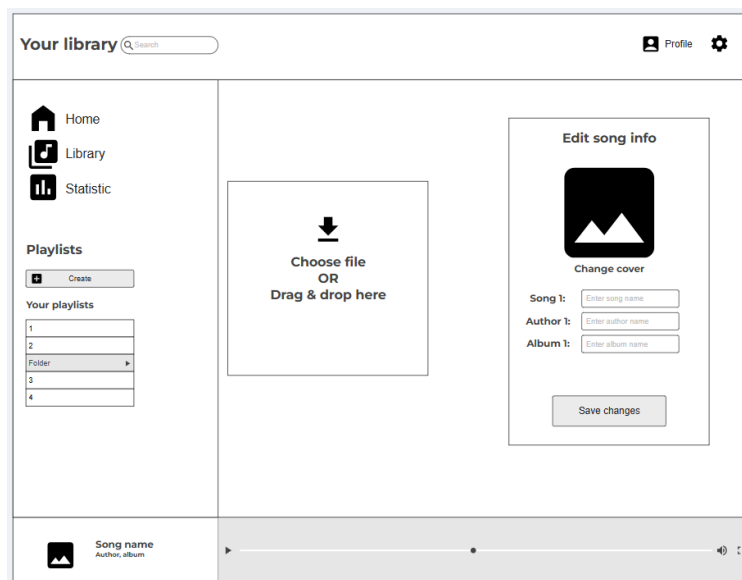 Your library
Search
Profile
Home
Library
Statistic
Playlists
Create
Your playlists
1
2
Folder
3
4
Choose file
OR
Drag & drop here
Edit song info
Change cover
Song 1: Enter song name
Author 1: Enter author name
Album 1: Enter album name
Save changes
Song name
Author, album